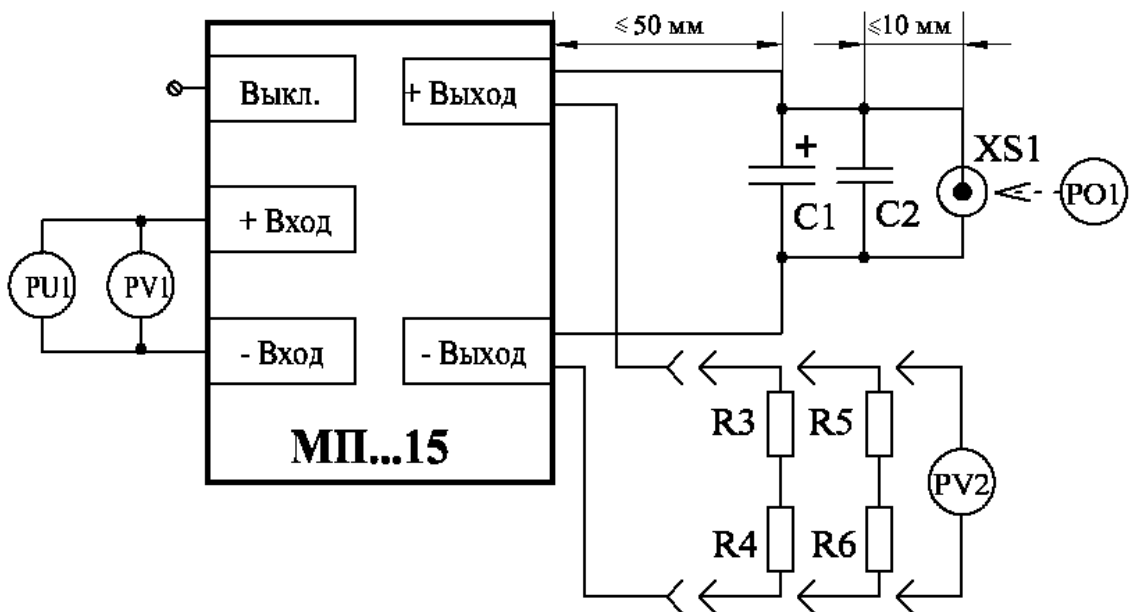 ≤ 50 мм
≤10 мм
Выкл.
+ Выход
+
XS1
PO1
C1
C2
+ Вход
PU1
PV1
- Вход
- Выход
МП...15
R3
R5
PV2
R4
R6